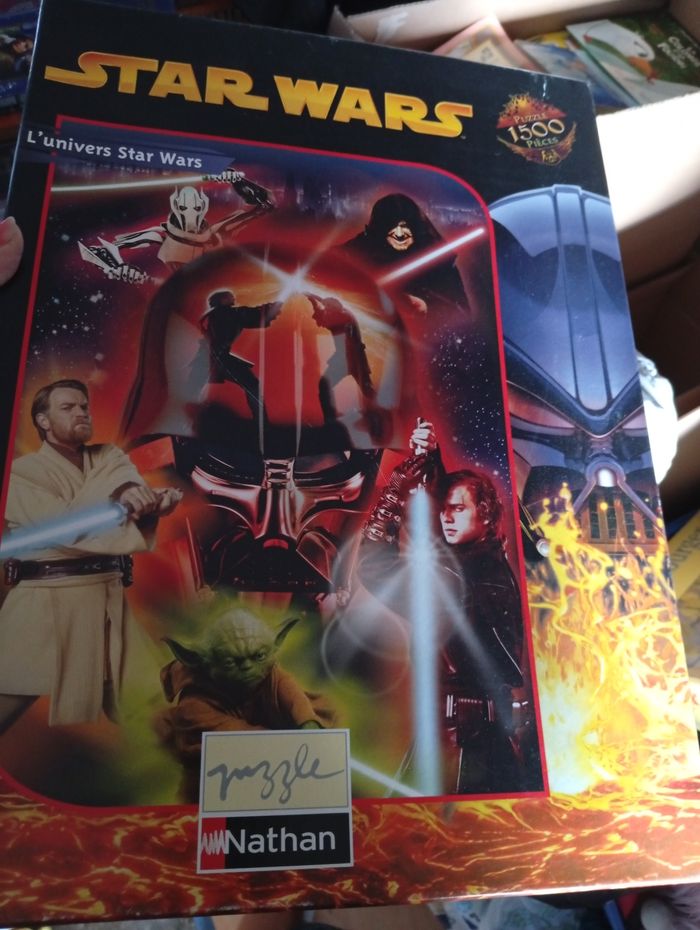 STAR WARS
PUZZLE
1500
PIÈCES
L'univers Star Wars
puzzle
Nathan